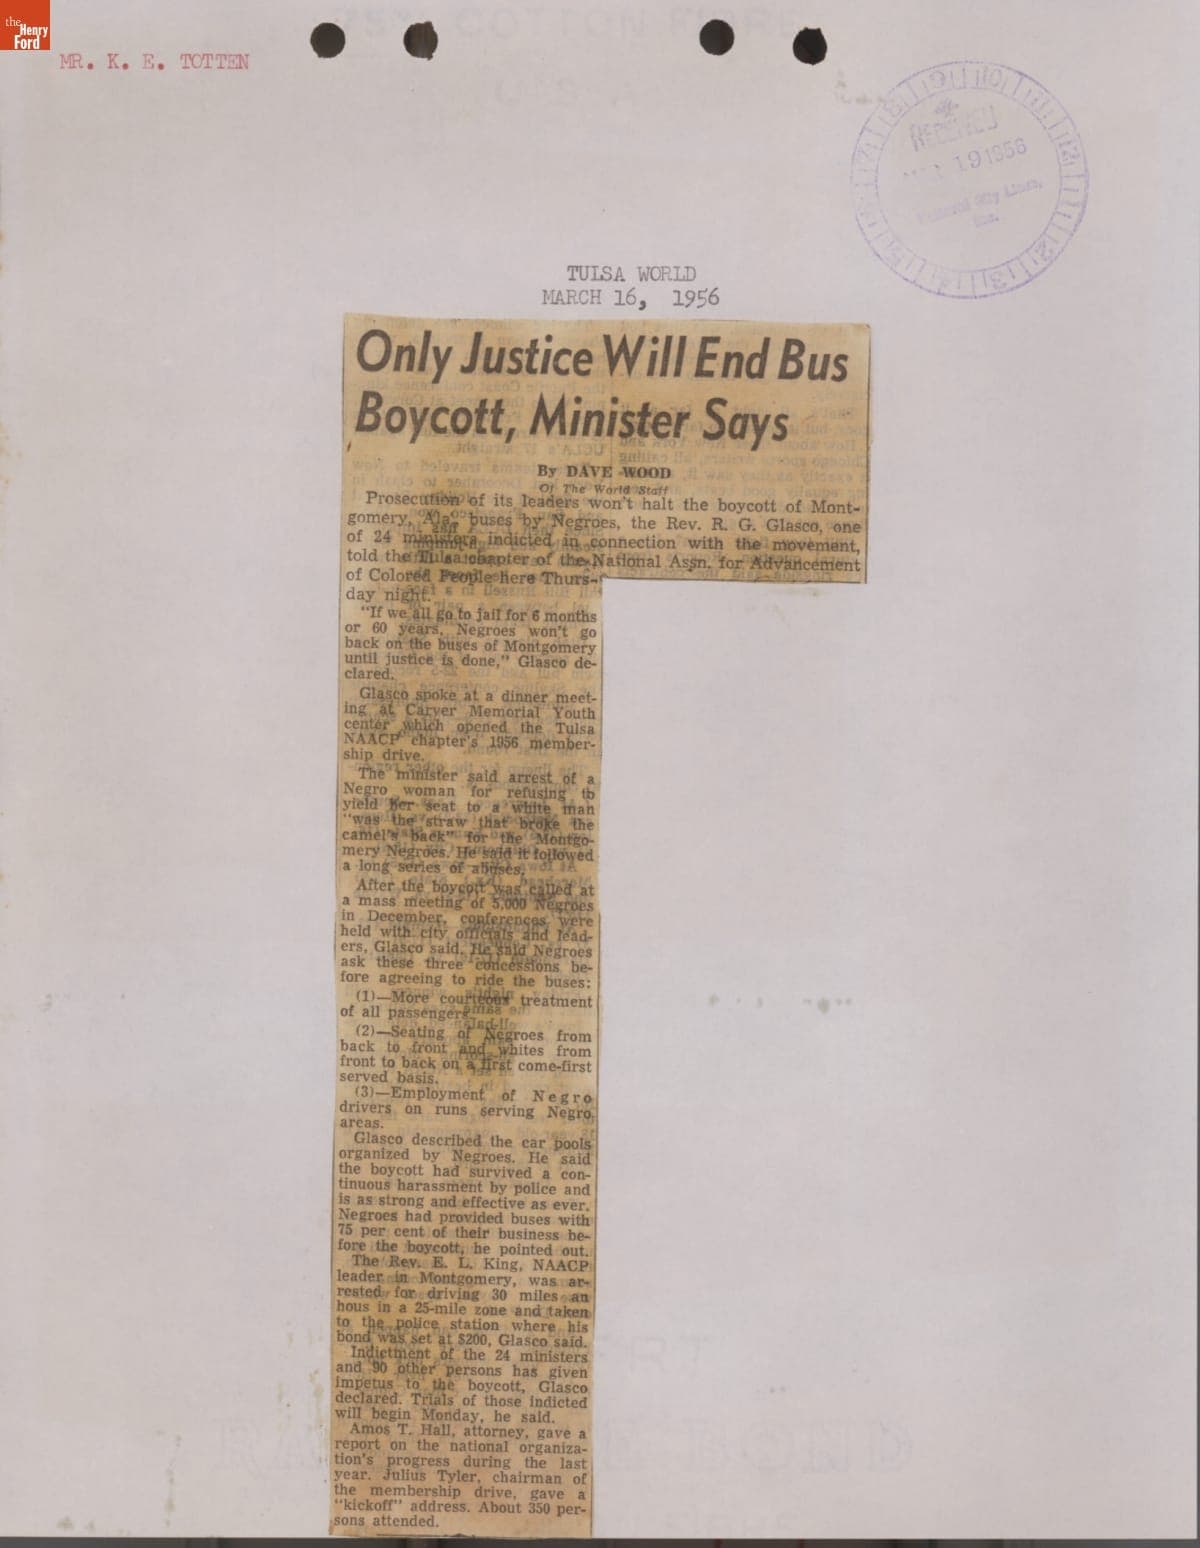 the
Henry
Ford
MR. K. E. TOTTEN
RECEIVED
19 1956
TULSA WORLD
MARCH 16, 1956
Only Justice Will End Bus
Boycott, Minister Says
By DAVE WOOD
Of The World Staff
Prosecution of its leaders won't halt the boycott of Mont-
gomery, Ala. buses by Negroes, the Rev. R. G. Glasco, one
of 24 ministers indicted in connection with the movement,
told the Tulsa chapter of the National Assn. for Advancement
of Colored People here Thurs-
day night.
"If we all go to jail for 6 months
or 60 years, Negroes won't go
back on the buses of Montgomery
until justice is done," Glasco de-
clared.
Glasco spoke at a dinner meet-
ing at Carver Memorial Youth
center which opened the Tulsa
NAACP chapter's 1956 member-
ship drive.
The minister said arrest of a
Negro woman for refusing to
yield her seat to a white man
"was the straw that broke the
camel's back" for the Montgo-
mery Negroes. He said it followed
a long series of abuses.
After the boycott was called at
a mass meeting of 5,000 Negroes
in December, conferences were
held with city officials and lead-
ers, Glasco said. He said Negroes
ask these three concessions be-
fore agreeing to ride the buses:
(1)—More courteous treatment
of all passengers.
(2)—Seating of Negroes from
back to front and whites from
front to back on a first come-first
served basis.
(3)—Employment of Negro
drivers on runs serving Negro
areas.
Glasco described the car pools
organized by Negroes. He said
the boycott had survived a con-
tinuous harassment by police and
is as strong and effective as ever.
Negroes had provided buses with
75 per cent of their business be-
fore the boycott, he pointed out.
The Rev. E. L. King, NAACP
leader in Montgomery, was ar-
rested for driving 30 miles an
hous in a 25-mile zone and taken
to the police station where his
bond was set at $200, Glasco said.
Indictment of the 24 ministers
and 90 other persons has given
impetus to the boycott, Glasco
declared. Trials of those indicted
will begin Monday, he said.
Amos T. Hall, attorney, gave a
report on the national organiza-
tion's progress during the last
year. Julius Tyler, chairman of
the membership drive, gave a
"kickoff" address. About 350 per-
sons attended.